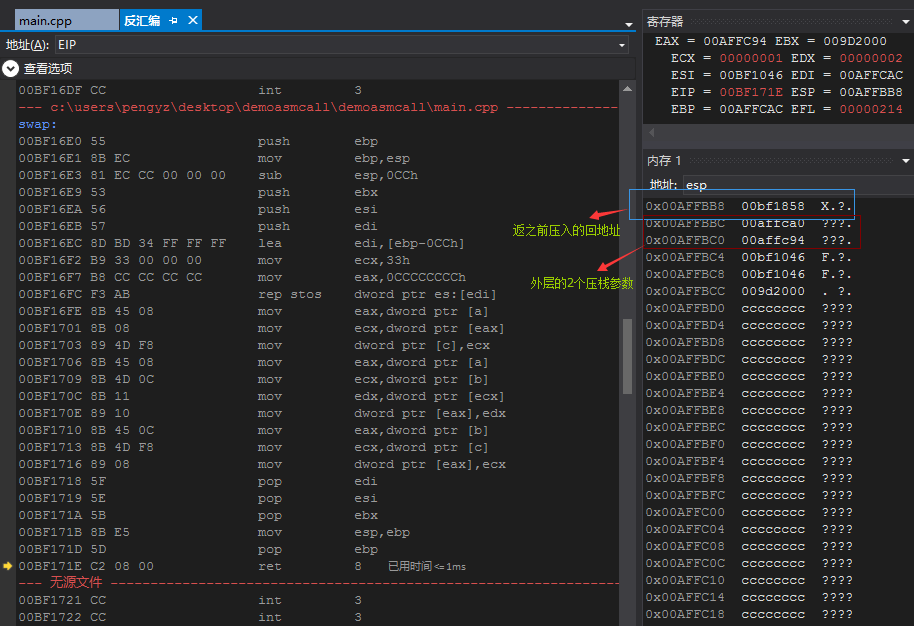 main.cpp 反汇编
地址(A): EIP
查看选项
00BF16DF CC int 3
--- c:\users\pengyz\desktop\demoasmcall\demoasmcall\main.cpp ---------------
swap:
00BF16E0 55 push ebp
00BF16E1 8B EC mov ebp,esp
00BF16E3 81 EC CC 00 00 00 sub esp,0CCh
00BF16E9 53 push ebx
00BF16EA 56 push esi
00BF16EB 57 push edi
00BF16EC 8D BD 34 FF FF FF lea edi,[ebp-0CCh]
00BF16F2 B9 33 00 00 00 mov ecx,33h
00BF16F7 B8 CC CC CC CC mov eax,0CCCCCCCCh
00BF16FC F3 AB rep stos dword ptr es:[edi]
00BF16FE 8B 45 08 mov eax,dword ptr [a]
00BF1701 8B 08 mov ecx,dword ptr [eax]
00BF1703 89 4D F8 mov dword ptr [c],ecx
00BF1706 8B 45 08 mov eax,dword ptr [a]
00BF1709 8B 4D 0C mov ecx,dword ptr [b]
00BF170C 8B 11 mov edx,dword ptr [ecx]
00BF170E 89 10 mov dword ptr [eax],edx
00BF1710 8B 45 0C mov eax,dword ptr [b]
00BF1713 8B 4D F8 mov ecx,dword ptr [c]
00BF1716 89 08 mov dword ptr [eax],ecx
00BF1718 5F pop edi
00BF1719 5E pop esi
00BF171A 5B pop ebx
00BF171B 8B E5 mov esp,ebp
00BF171D 5D pop ebp
00BF171E C2 08 00 ret 8 已用时间<=1ms
--- 无源文件 ---------------
00BF1721 CC int 3
00BF1722 CC int 3
返之前压入的回地址
外层的2个压栈参数
寄存器
EAX = 00AFFC94 EBX = 009D2000
ECX = 00000001 EDX = 00000002
ESI = 00BF1046 EDI = 00AFFCAC
EIP = 00BF171E ESP = 00AFFBB8
EBP = 00AFFCAC EFL = 00000214
内存 1
地址: esp
0x00AFFBB8 00bf1858 X.?.
0x00AFFBBC 00affca0 ???.
0x00AFFBC0 00affc94 ???.
0x00AFFBC4 00bf1046 F.?.
0x00AFFBC8 00bf1046 F.?.
0x00AFFBCC 009d2000 . ?.
0x00AFFBD0 cccccccc ????
0x00AFFBD4 cccccccc ????
0x00AFFBD8 cccccccc ????
0x00AFFBDC cccccccc ????
0x00AFFBE0 cccccccc ????
0x00AFFBE4 cccccccc ????
0x00AFFBE8 cccccccc ????
0x00AFFBEC cccccccc ????
0x00AFFBF0 cccccccc ????
0x00AFFBF4 cccccccc ????
0x00AFFBF8 cccccccc ????
0x00AFFBFC cccccccc ????
0x00AFFC00 cccccccc ????
0x00AFFC04 cccccccc ????
0x00AFFC08 cccccccc ????
0x00AFFC0C cccccccc ????
0x00AFFC10 cccccccc ????
0x00AFFC14 cccccccc ????
0x00AFFC18 cccccccc ????